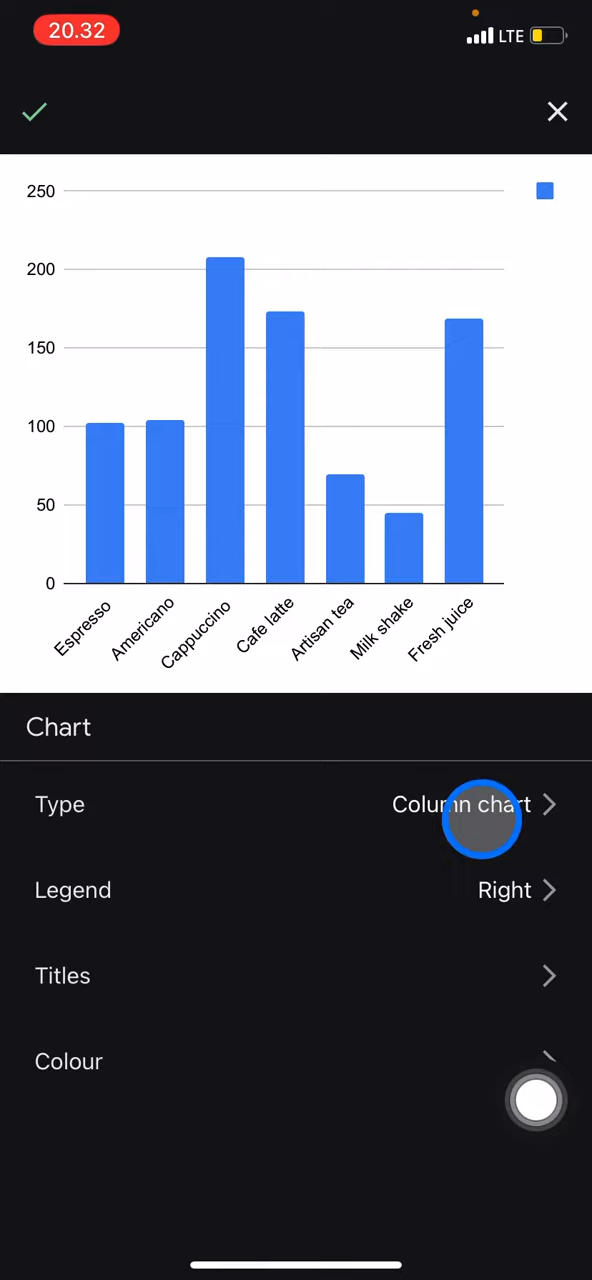 20.32
LTE
250
200
150
100
50
0
Espresso
Americano
Cappuccino
Cafe latte
Artisan tea
Milk shake
Fresh juice
Chart
Type Column chart
Legend Right
Titles
Colour